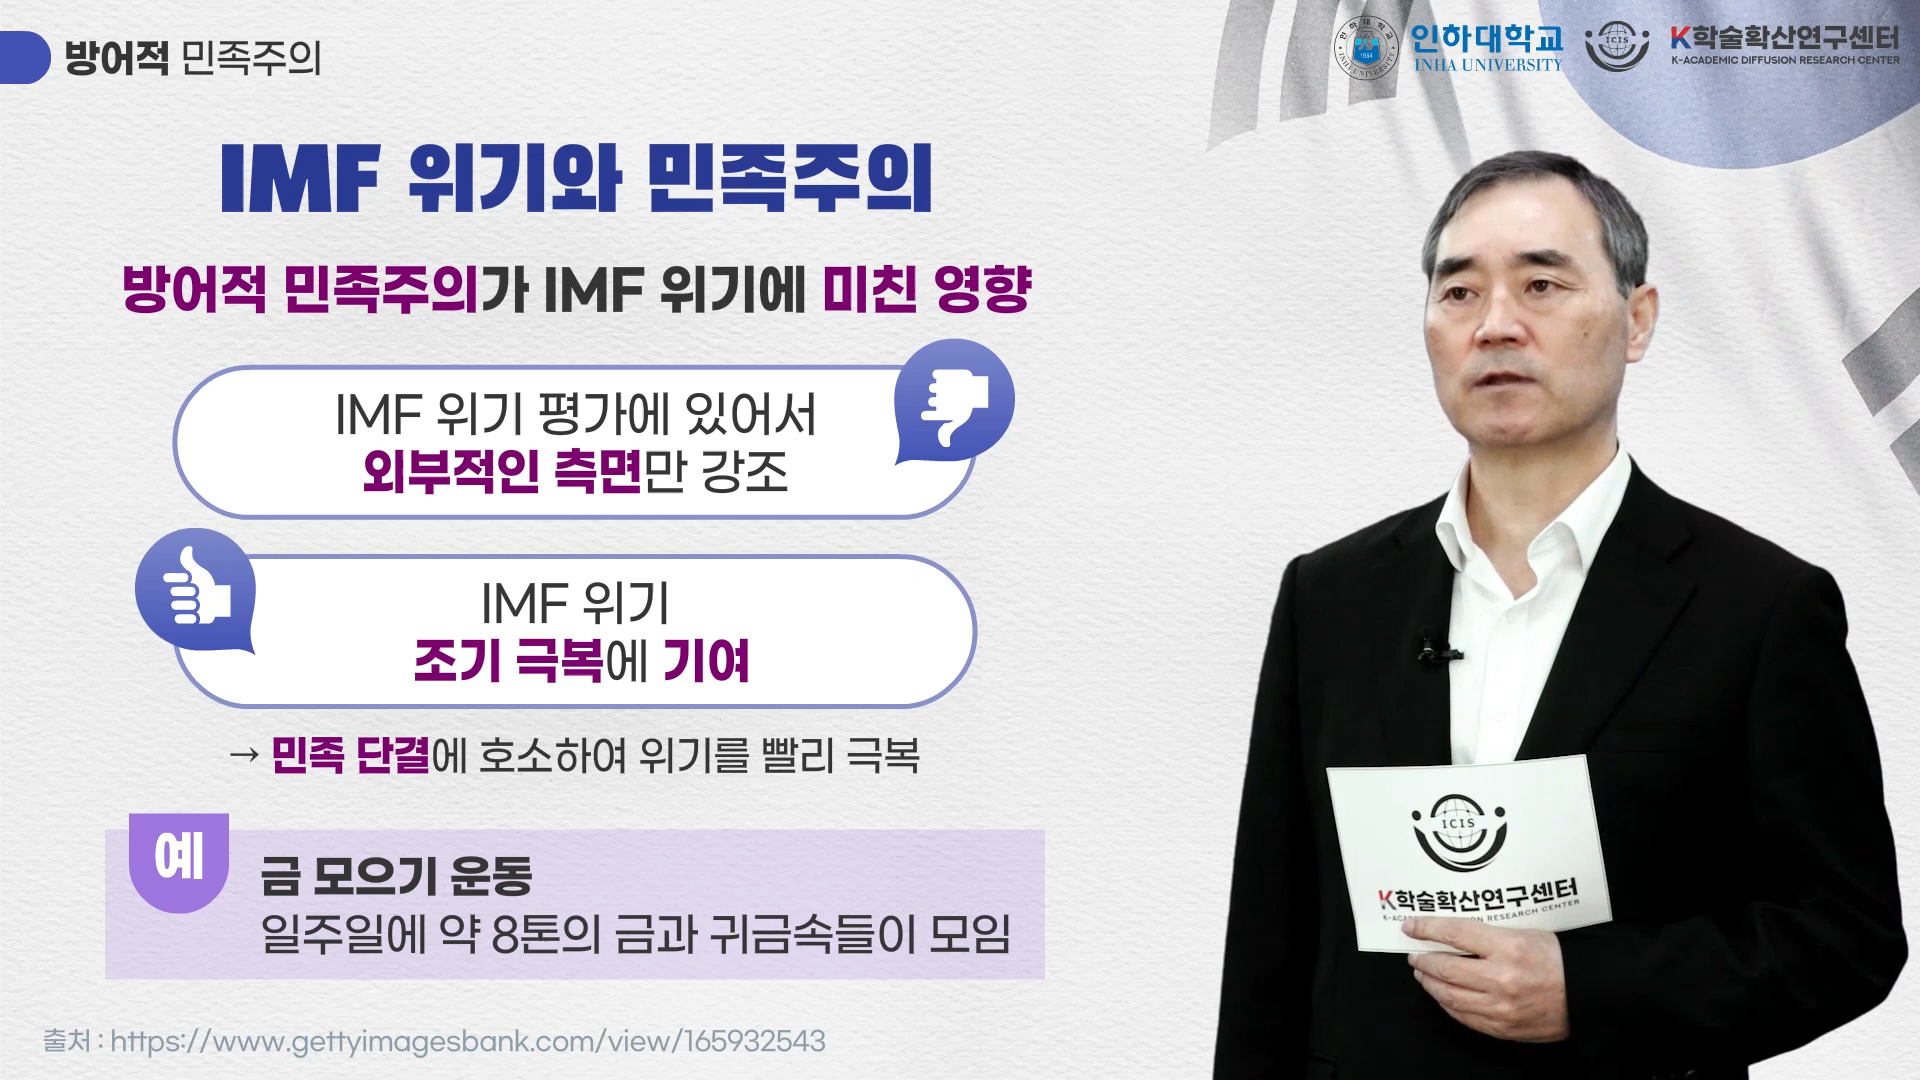 방어적 민족주의
인하대학교
INHA UNIVERSITY
1954
ICIS
K학술확산연구센터
K-ACADEMIC DIFFUSION RESEARCH CENTER
IMF 위기와 민족주의
방어적 민족주의가 IMF 위기에 미친 영향
IMF 위기 평가에 있어서
외부적인 측면만 강조
IMF 위기
조기 극복에 기여
→ 민족 단결에 호소하여 위기를 빨리 극복
예
금 모으기 운동
일주일에 약 8톤의 금과 귀금속들이 모임
출처 : https://www.gettyimagesbank.com/view/165932543
ICIS
K학술확산연구센터
RESEARCH CENTER